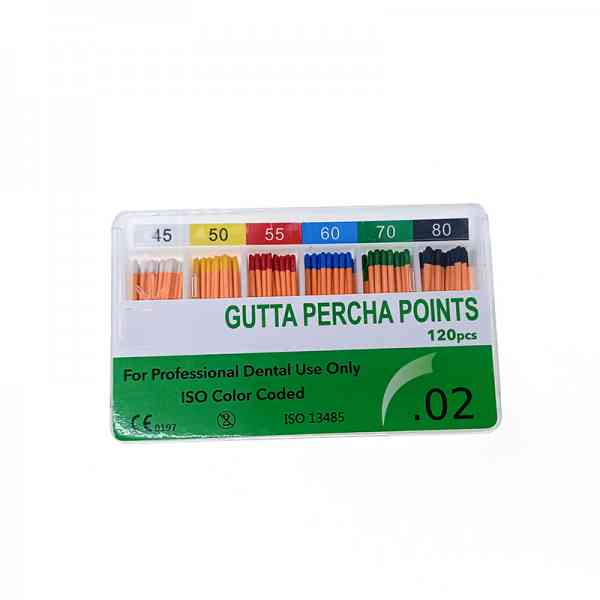 45 50 55 60 70 80
GUTTA PERCHA POINTS
120pcs
For Professional Dental Use Only
ISO Color Coded
.02
CE 0197 ISO 13485